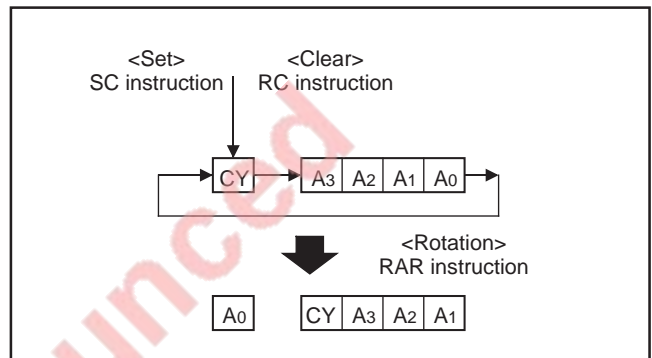 <Set> <Clear>
SC instruction RC instruction
CY A3 A2 A1 A0
<Rotation>
RAR instruction
A0 CY A3 A2 A1
unced